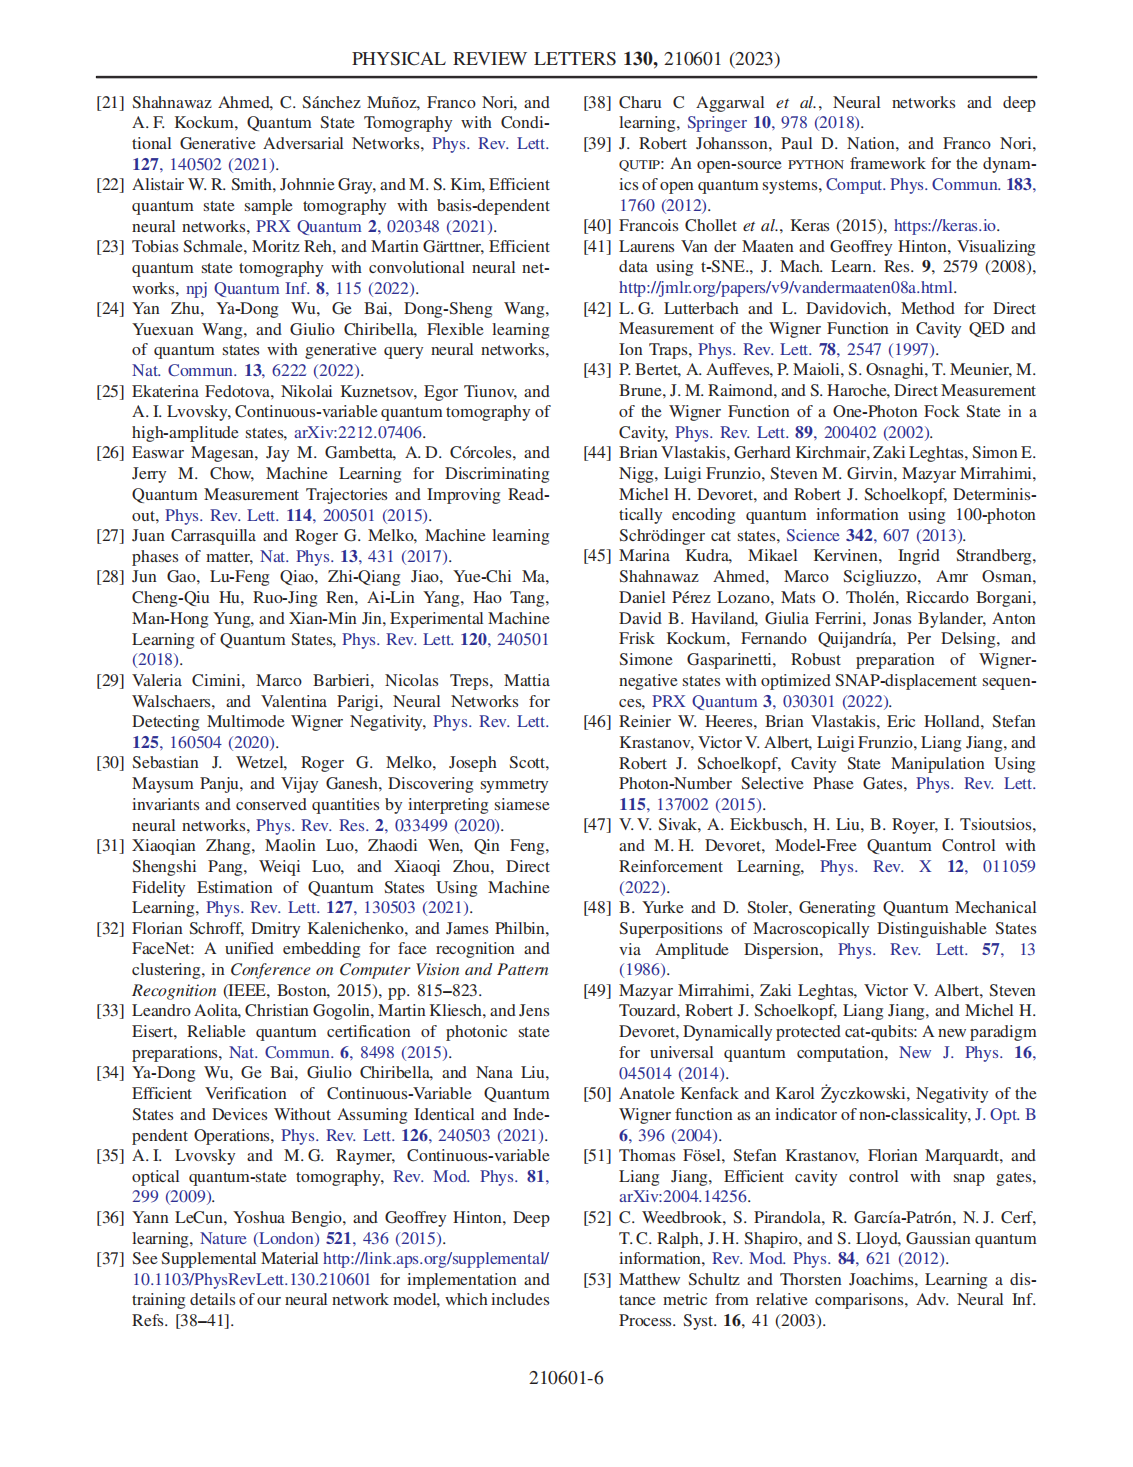 PHYSICAL REVIEW LETTERS 130, 210601 (2023)
[21] Shahnawaz Ahmed, C. Sánchez Muñoz, Franco Nori, and
A. F. Kockum, Quantum State Tomography with Condi-
tional Generative Adversarial Networks, Phys. Rev. Lett.
127, 140502 (2021).
[22] Alistair W. R. Smith, Johnnie Gray, and M. S. Kim, Efficient
quantum state sample tomography with basis-dependent
neural networks, PRX Quantum 2, 020348 (2021).
[23] Tobias Schmale, Moritz Reh, and Martin Gärttner, Efficient
quantum state tomography with convolutional neural net-
works, npj Quantum Inf. 8, 115 (2022).
[24] Yan Zhu, Ya-Dong Wu, Ge Bai, Dong-Sheng Wang,
Yuexuan Wang, and Giulio Chiribella, Flexible learning
of quantum states with generative query neural networks,
Nat. Commun. 13, 6222 (2022).
[25] Ekaterina Fedotova, Nikolai Kuznetsov, Egor Tiunov, and
A. I. Lvovsky, Continuous-variable quantum tomography of
high-amplitude states, arXiv:2212.07406.
[26] Easwar Magesan, Jay M. Gambetta, A. D. Córcoles, and
Jerry M. Chow, Machine Learning for Discriminating
Quantum Measurement Trajectories and Improving Read-
out, Phys. Rev. Lett. 114, 200501 (2015).
[27] Juan Carrasquilla and Roger G. Melko, Machine learning
phases of matter, Nat. Phys. 13, 431 (2017).
[28] Jun Gao, Lu-Feng Qiao, Zhi-Qiang Jiao, Yue-Chi Ma,
Cheng-Qiu Hu, Ruo-Jing Ren, Ai-Lin Yang, Hao Tang,
Man-Hong Yung, and Xian-Min Jin, Experimental Machine
Learning of Quantum States, Phys. Rev. Lett. 120, 240501
(2018).
[29] Valeria Cimini, Marco Barbieri, Nicolas Treps, Mattia
Walschaers, and Valentina Parigi, Neural Networks for
Detecting Multimode Wigner Negativity, Phys. Rev. Lett.
125, 160504 (2020).
[30] Sebastian J. Wetzel, Roger G. Melko, Joseph Scott,
Maysum Panju, and Vijay Ganesh, Discovering symmetry
invariants and conserved quantities by interpreting siamese
neural networks, Phys. Rev. Res. 2, 033499 (2020).
[31] Xiaoqian Zhang, Maolin Luo, Zhaodi Wen, Qin Feng,
Shengshi Pang, Weiqi Luo, and Xiaoqi Zhou, Direct
Fidelity Estimation of Quantum States Using Machine
Learning, Phys. Rev. Lett. 127, 130503 (2021).
[32] Florian Schroff, Dmitry Kalenichenko, and James Philbin,
FaceNet: A unified embedding for face recognition and
clustering, in Conference on Computer Vision and Pattern
Recognition (IEEE, Boston, 2015), pp. 815–823.
[33] Leandro Aolita, Christian Gogolin, Martin Kliesch, and Jens
Eisert, Reliable quantum certification of photonic state
preparations, Nat. Commun. 6, 8498 (2015).
[34] Ya-Dong Wu, Ge Bai, Giulio Chiribella, and Nana Liu,
Efficient Verification of Continuous-Variable Quantum
States and Devices Without Assuming Identical and Inde-
pendent Operations, Phys. Rev. Lett. 126, 240503 (2021).
[35] A. I. Lvovsky and M. G. Raymer, Continuous-variable
optical quantum-state tomography, Rev. Mod. Phys. 81,
299 (2009).
[36] Yann LeCun, Yoshua Bengio, and Geoffrey Hinton, Deep
learning, Nature (London) 521, 436 (2015).
[37] See Supplemental Material http://link.aps.org/supplemental/
10.1103/PhysRevLett.130.210601 for implementation and
training details of our neural network model, which includes
Refs. [38–41].
[38] Charu C Aggarwal et al., Neural networks and deep
learning, Springer 10, 978 (2018).
[39] J. Robert Johansson, Paul D. Nation, and Franco Nori,
QUTIP: An open-source PYTHON framework for the dynam-
ics of open quantum systems, Comput. Phys. Commun. 183,
1760 (2012).
[40] Francois Chollet et al., Keras (2015), https://keras.io.
[41] Laurens Van der Maaten and Geoffrey Hinton, Visualizing
data using t-SNE., J. Mach. Learn. Res. 9, 2579 (2008),
http://jmlr.org/papers/v9/vandermaaten08a.html.
[42] L. G. Lutterbach and L. Davidovich, Method for Direct
Measurement of the Wigner Function in Cavity QED and
Ion Traps, Phys. Rev. Lett. 78, 2547 (1997).
[43] P. Bertet, A. Auffeves, P. Maioli, S. Osnaghi, T. Meunier, M.
Brune, J. M. Raimond, and S. Haroche, Direct Measurement
of the Wigner Function of a One-Photon Fock State in a
Cavity, Phys. Rev. Lett. 89, 200402 (2002).
[44] Brian Vlastakis, Gerhard Kirchmair, Zaki Leghtas, Simon E.
Nigg, Luigi Frunzio, Steven M. Girvin, Mazyar Mirrahimi,
Michel H. Devoret, and Robert J. Schoelkopf, Determinis-
tically encoding quantum information using 100-photon
Schrödinger cat states, Science 342, 607 (2013).
[45] Marina Kudra, Mikael Kervinen, Ingrid Strandberg,
Shahnawaz Ahmed, Marco Scigliuzzo, Amr Osman,
Daniel Pérez Lozano, Mats O. Tholén, Riccardo Borgani,
David B. Haviland, Giulia Ferrini, Jonas Bylander, Anton
Frisk Kockum, Fernando Quijandría, Per Delsing, and
Simone Gasparinetti, Robust preparation of Wigner-
negative states with optimized SNAP-displacement sequen-
ces, PRX Quantum 3, 030301 (2022).
[46] Reinier W. Heeres, Brian Vlastakis, Eric Holland, Stefan
Krastanov, Victor V. Albert, Luigi Frunzio, Liang Jiang, and
Robert J. Schoelkopf, Cavity State Manipulation Using
Photon-Number Selective Phase Gates, Phys. Rev. Lett.
115, 137002 (2015).
[47] V. V. Sivak, A. Eickbusch, H. Liu, B. Royer, I. Tsioutsios,
and M. H. Devoret, Model-Free Quantum Control with
Reinforcement Learning, Phys. Rev. X 12, 011059
(2022).
[48] B. Yurke and D. Stoler, Generating Quantum Mechanical
Superpositions of Macroscopically Distinguishable States
via Amplitude Dispersion, Phys. Rev. Lett. 57, 13
(1986).
[49] Mazyar Mirrahimi, Zaki Leghtas, Victor V. Albert, Steven
Touzard, Robert J. Schoelkopf, Liang Jiang, and Michel H.
Devoret, Dynamically protected cat-qubits: A new paradigm
for universal quantum computation, New J. Phys. 16,
045014 (2014).
[50] Anatole Kenfack and Karol Życzkowski, Negativity of the
Wigner function as an indicator of non-classicality, J. Opt. B
6, 396 (2004).
[51] Thomas Fösel, Stefan Krastanov, Florian Marquardt, and
Liang Jiang, Efficient cavity control with snap gates,
arXiv:2004.14256.
[52] C. Weedbrook, S. Pirandola, R. García-Patrón, N. J. Cerf,
T. C. Ralph, J. H. Shapiro, and S. Lloyd, Gaussian quantum
information, Rev. Mod. Phys. 84, 621 (2012).
[53] Matthew Schultz and Thorsten Joachims, Learning a dis-
tance metric from relative comparisons, Adv. Neural Inf.
Process. Syst. 16, 41 (2003).
210601-6